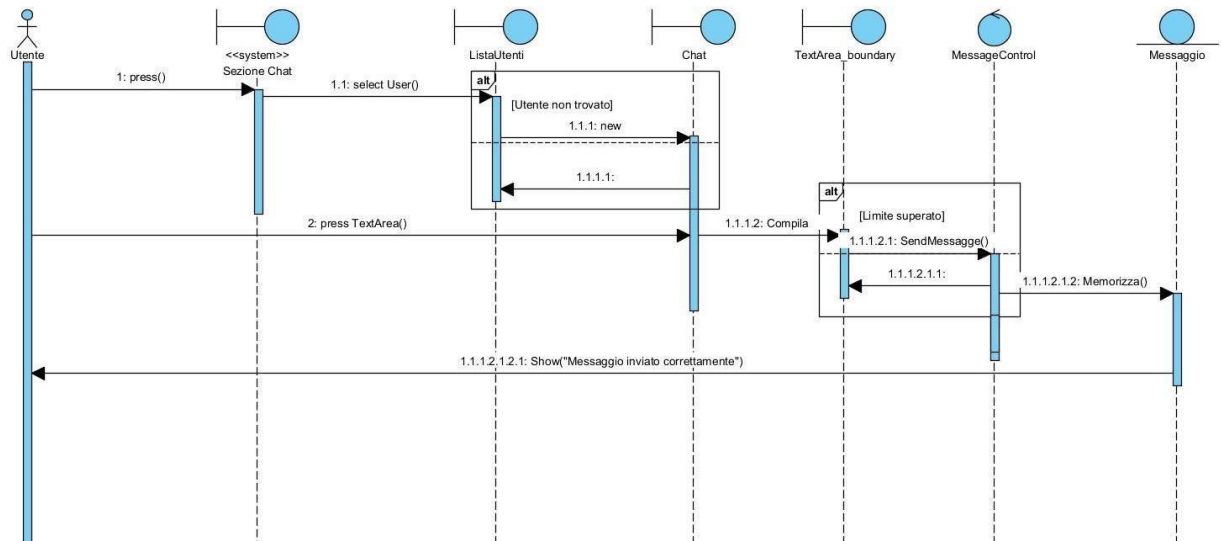 Utente
<<system>>
Sezione Chat
ListaUtenti
Chat
TextArea_boundary
MessageControl
Messaggio
1: press()
1.1: select User()
alt
[Utente non trovato]
1.1.1: new
1.1.1.1:
2: press TextArea()
1.1.1.2: Compila
alt
[Limite superato]
1.1.1.2.1: SendMessagge()
1.1.1.2.1.1:
1.1.1.2.1.2: Memorizza()
1.1.1.2.1.2.1: Show("Messaggio inviato correttamente")